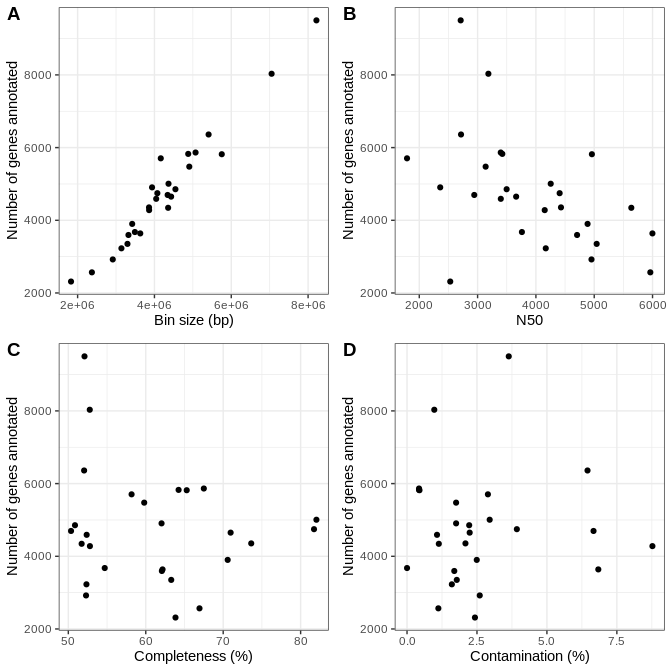 A
Number of genes annotated
8000
6000
4000
2000
2e+06 4e+06 6e+06 8e+06
Bin size (bp)
B
Number of genes annotated
8000
6000
4000
2000
2000 3000 4000 5000 6000
N50
C
Number of genes annotated
8000
6000
4000
2000
50 60 70 80
Completeness (%)
D
Number of genes annotated
8000
6000
4000
2000
0.0 2.5 5.0 7.5
Contamination (%)